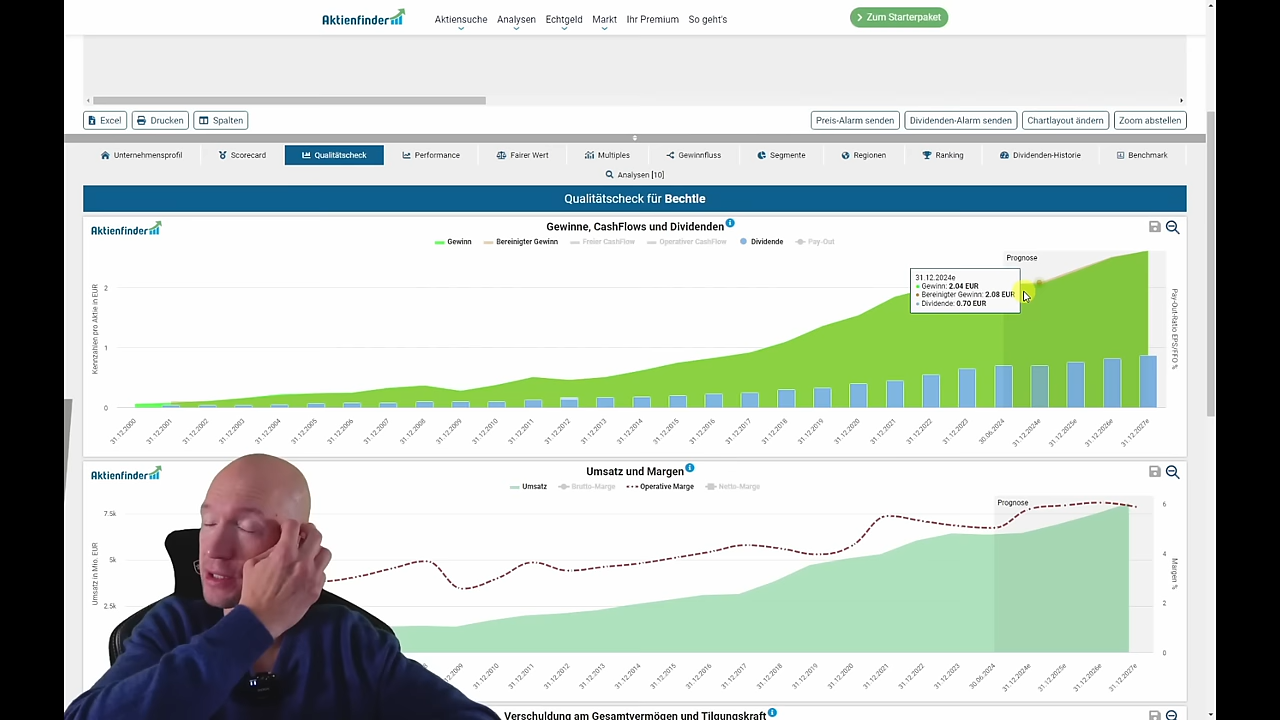 Aktienfinder
Aktiensuche Analysen Echtgeld Markt Ihr Premium So geht's
Zum Starterpaket
Excel Drucken Spalten
Preis-Alarm senden Dividenden-Alarm senden Chartlayout ändern Zoom abstellen
Unternehmensprofil Scorecard Qualitätscheck Performance Fairer Wert Multiples Gewinnfluss Segmente Regionen Ranking Dividenden-Historie Benchmark
Analysen [10]
Qualitätscheck für Bechtle
Aktienfinder
Gewinne, CashFlows und Dividenden
Gewinn Bereinigter Gewinn Freier CashFlow Operativer CashFlow Dividende Pay-Out
Prognose
31.12.2024e
Gewinn: 2.04 EUR
Bereinigter Gewinn: 2.08 EUR
Dividende: 0.70 EUR
Kennzahlen pro Aktie in EUR
2
1
0
Pay-Out-Ratio EPS/FFO %
31.12.2000 31.12.2001 31.12.2002 31.12.2003 31.12.2004 31.12.2005 31.12.2006 31.12.2007 31.12.2008 31.12.2009 31.12.2010 31.12.2011 31.12.2012 31.12.2013 31.12.2014 31.12.2015 31.12.2016 31.12.2017 31.12.2018 31.12.2019 31.12.2020 31.12.2021 31.12.2022 31.12.2023 30.06.2024 31.12.2024e 31.12.2025e 31.12.2026e 31.12.2027e
Aktienfinder
Umsatz und Margen
Umsatz Brutto-Marge Operative Marge Netto-Marge
Prognose
Umsatz in Mio. EUR
7.5k
5k
2.5k
6
4
2
0
Margen %
31.12.2009 31.12.2010 31.12.2011 31.12.2012 31.12.2013 31.12.2014 31.12.2015 31.12.2016 31.12.2017 31.12.2018 31.12.2019 31.12.2020 31.12.2021 31.12.2022 31.12.2023 30.06.2024 31.12.2024e 31.12.2025e 31.12.2026e 31.12.2027e
Verschuldung am Gesamtvermögen und Tilgungskraft